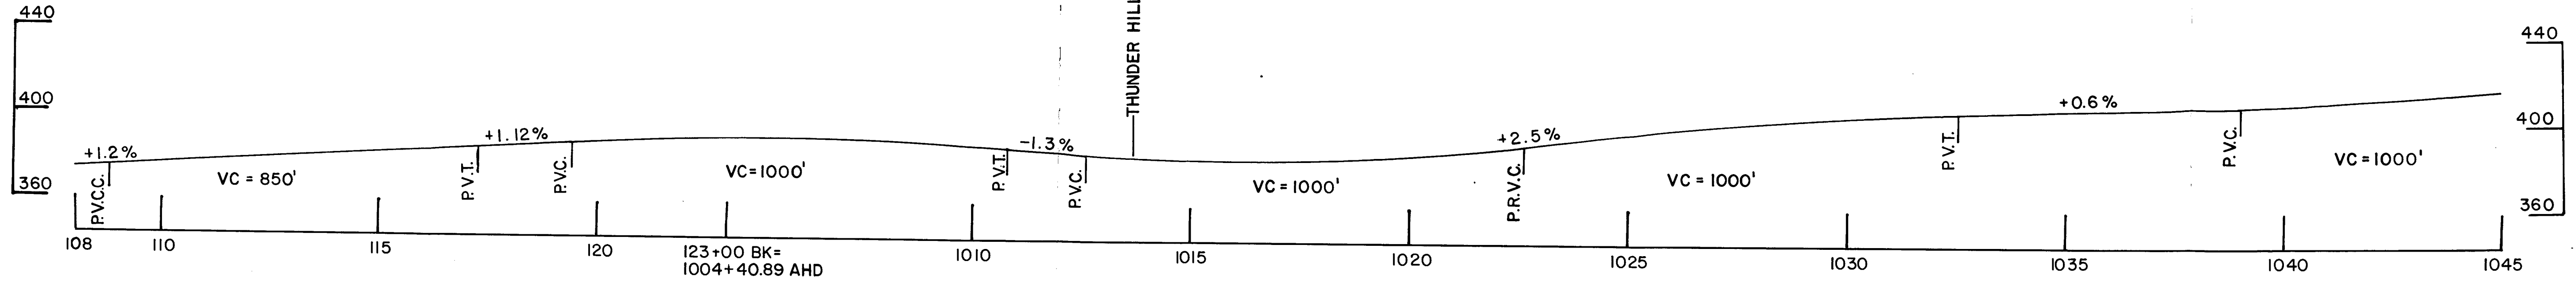 440
440
THUNDER HILL
400
+0.6%
400
+1.12%
-1.3%
+2.5%
+1.2%
P.V.C.C.
VC = 850'
P.V.T.
P.V.C.
VC=1000'
P.V.T.
P.V.C.
VC = 1000'
P.R.V.C.
VC = 1000'
P.V.T.
P.V.C.
VC=1000'
360
360
108
110
115
120
123+00 BK=
1004+40.89 AHD
1010
1015
1020
1025
1030
1035
1040
1045